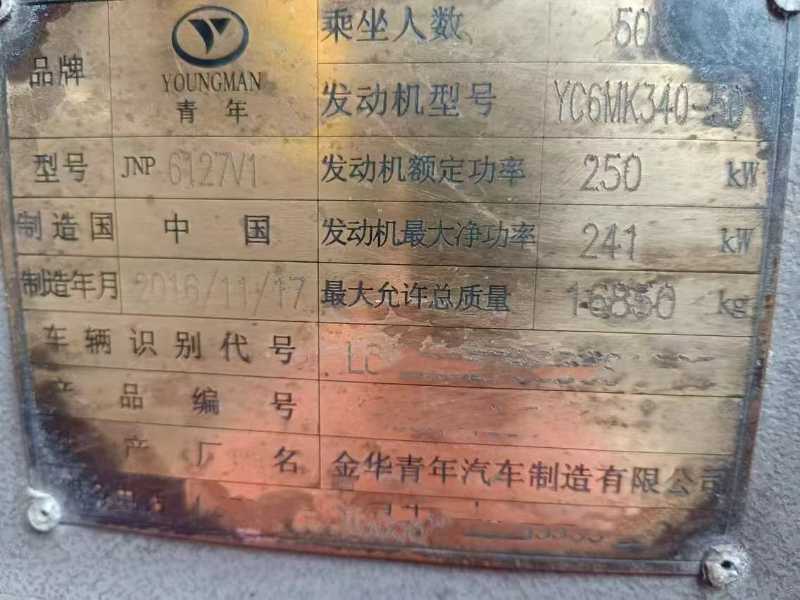 品牌 YOUNGMAN 青年 乘坐人数 50
发动机型号 YC6MK340-50
型号 JNP 6127V1 发动机额定功率 250 kW
制造国 中国 发动机最大净功率 241 kW
制造年月 2016/11/17 最大允许总质量 16850 kg
车辆识别代号
产品编号
产厂名 金华青年汽车制造有限公司